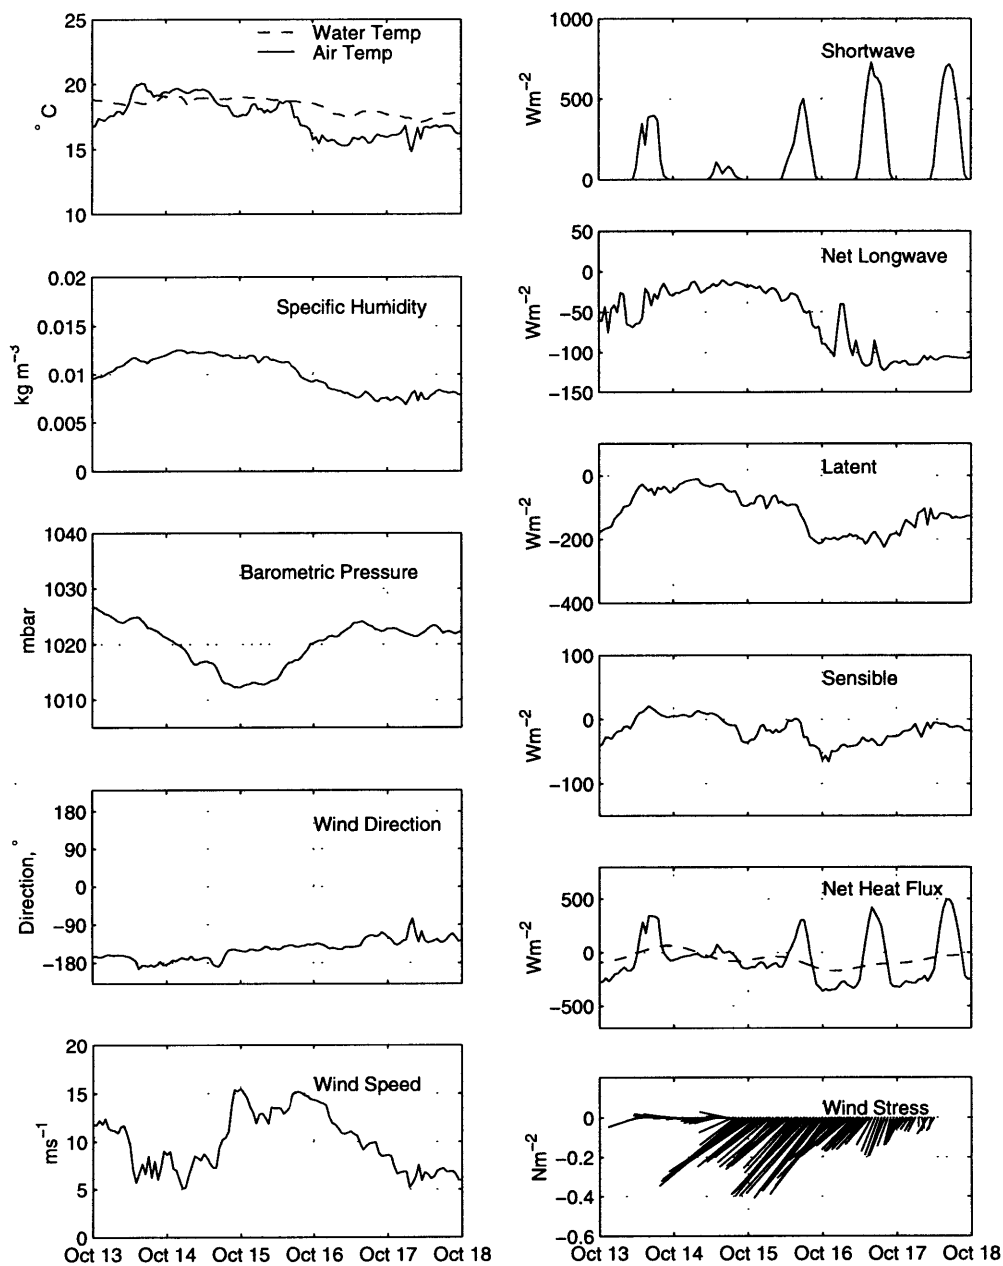 25
20
15
10
° C
Water Temp
Air Temp
0.02
0.015
0.01
0.005
0
kg m−3
Specific Humidity
1040
1030
1020
1010
mbar
Barometric Pressure
180
90
0
−90
−180
Direction, °
Wind Direction
20
15
10
5
0
ms−1
Wind Speed
Oct 13 Oct 14 Oct 15 Oct 16 Oct 17 Oct 18
1000
500
0
Wm−2
Shortwave
50
0
−50
−100
−150
Wm−2
Net Longwave
0
−200
−400
Wm−2
Latent
100
0
−100
Wm−2
Sensible
500
0
−500
Wm−2
Net Heat Flux
0
−0.2
−0.4
−0.6
Nm−2
Wind Stress
Oct 13 Oct 14 Oct 15 Oct 16 Oct 17 Oct 18